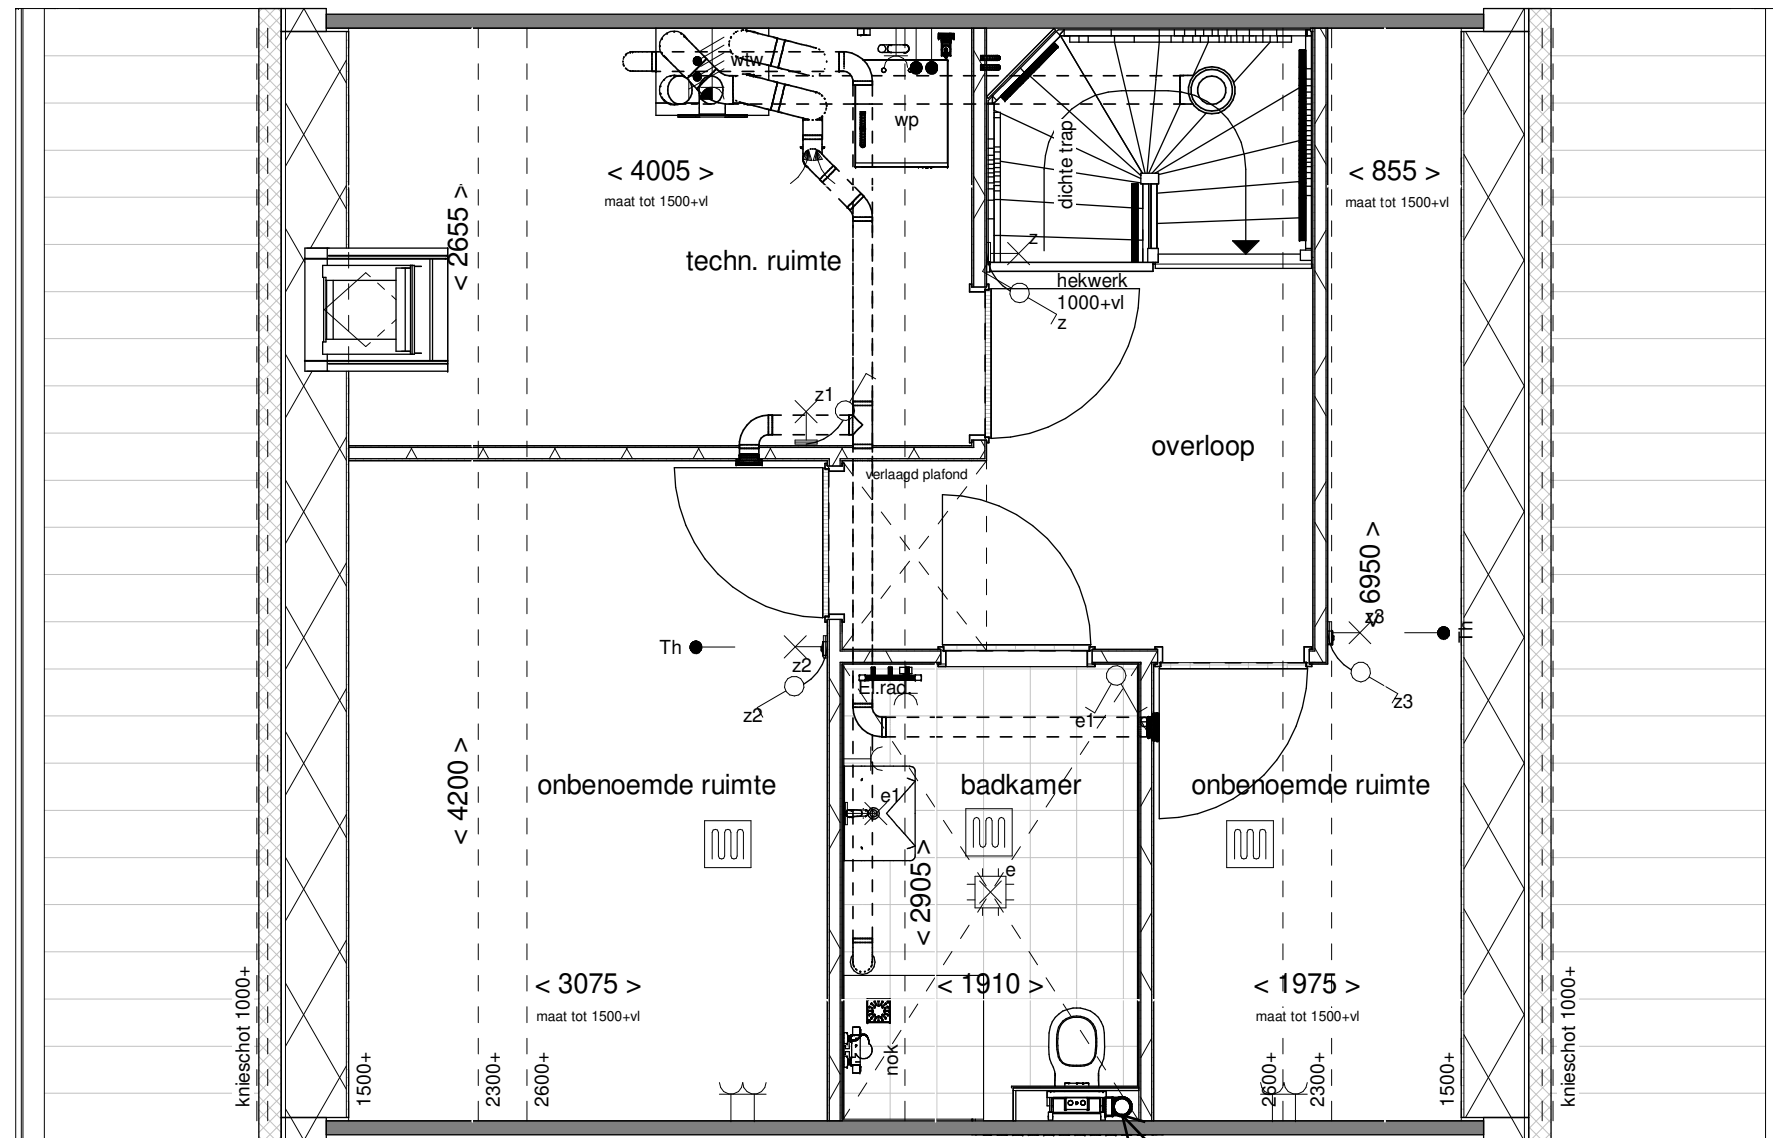 wtw
wp
dichte trap
< 4005 >
maat tot 1500+vl
< 855 >
maat tot 1500+vl
< 2655 >
techn. ruimte
z
hekwerk
1000+vl
z
z1
overloop
verlaagd plafond
< 6950 >
z3
Th
Th
z2
z2
El.rad.
e1
z3
< 4200 >
onbenoemde ruimte
badkamer
onbenoemde ruimte
e1
< 2905 >
e
< 3075 >
maat tot 1500+vl
< 1910 >
< 1975 >
maat tot 1500+vl
nok
knieschot 1000+
1500+
2300+
2600+
2600+
2300+
1500+
knieschot 1000+